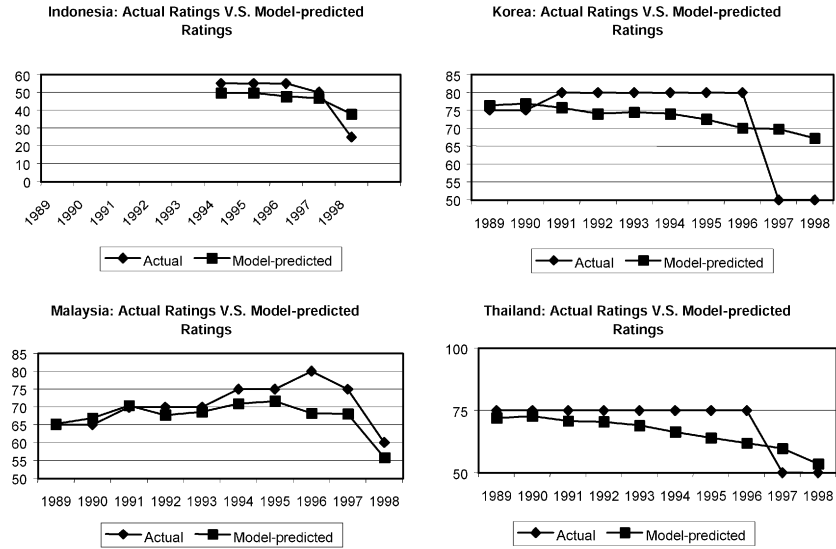 Indonesia: Actual Ratings V.S. Model-predicted
Ratings
60
50
40
30
20
10
0
1989 1990 1991 1992 1993 1994 1995 1996 1997 1998
Actual Model-predicted
Korea: Actual Ratings V.S. Model-predicted
Ratings
85
80
75
70
65
60
55
50
1989 1990 1991 1992 1993 1994 1995 1996 1997 1998
Actual Model-predicted
Malaysia: Actual Ratings V.S. Model-predicted
Ratings
85
80
75
70
65
60
55
50
1989 1990 1991 1992 1993 1994 1995 1996 1997 1998
Actual Model-predicted
Thailand: Actual Ratings V.S. Model-predicted
Ratings
100
75
50
1989 1990 1991 1992 1993 1994 1995 1996 1997 1998
Actual Model-predicted